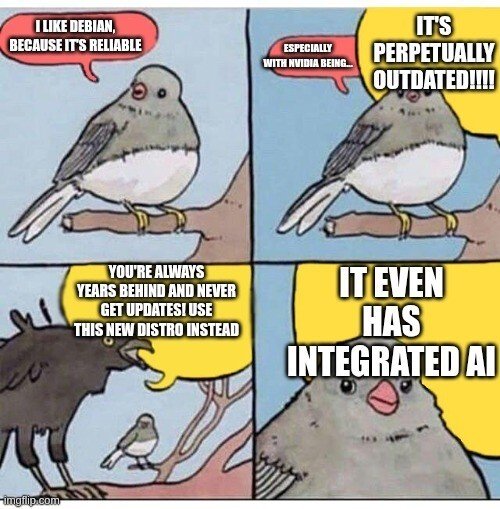 I LIKE DEBIAN,
BECAUSE IT'S RELIABLE
ESPECIALLY
WITH NVIDIA BEING...
IT'S
PERPETUALLY
OUTDATED!!!!
YOU'RE ALWAYS
YEARS BEHIND AND NEVER
GET UPDATES! USE
THIS NEW DISTRO INSTEAD
IT EVEN
HAS
INTEGRATED AI
imgflip.com